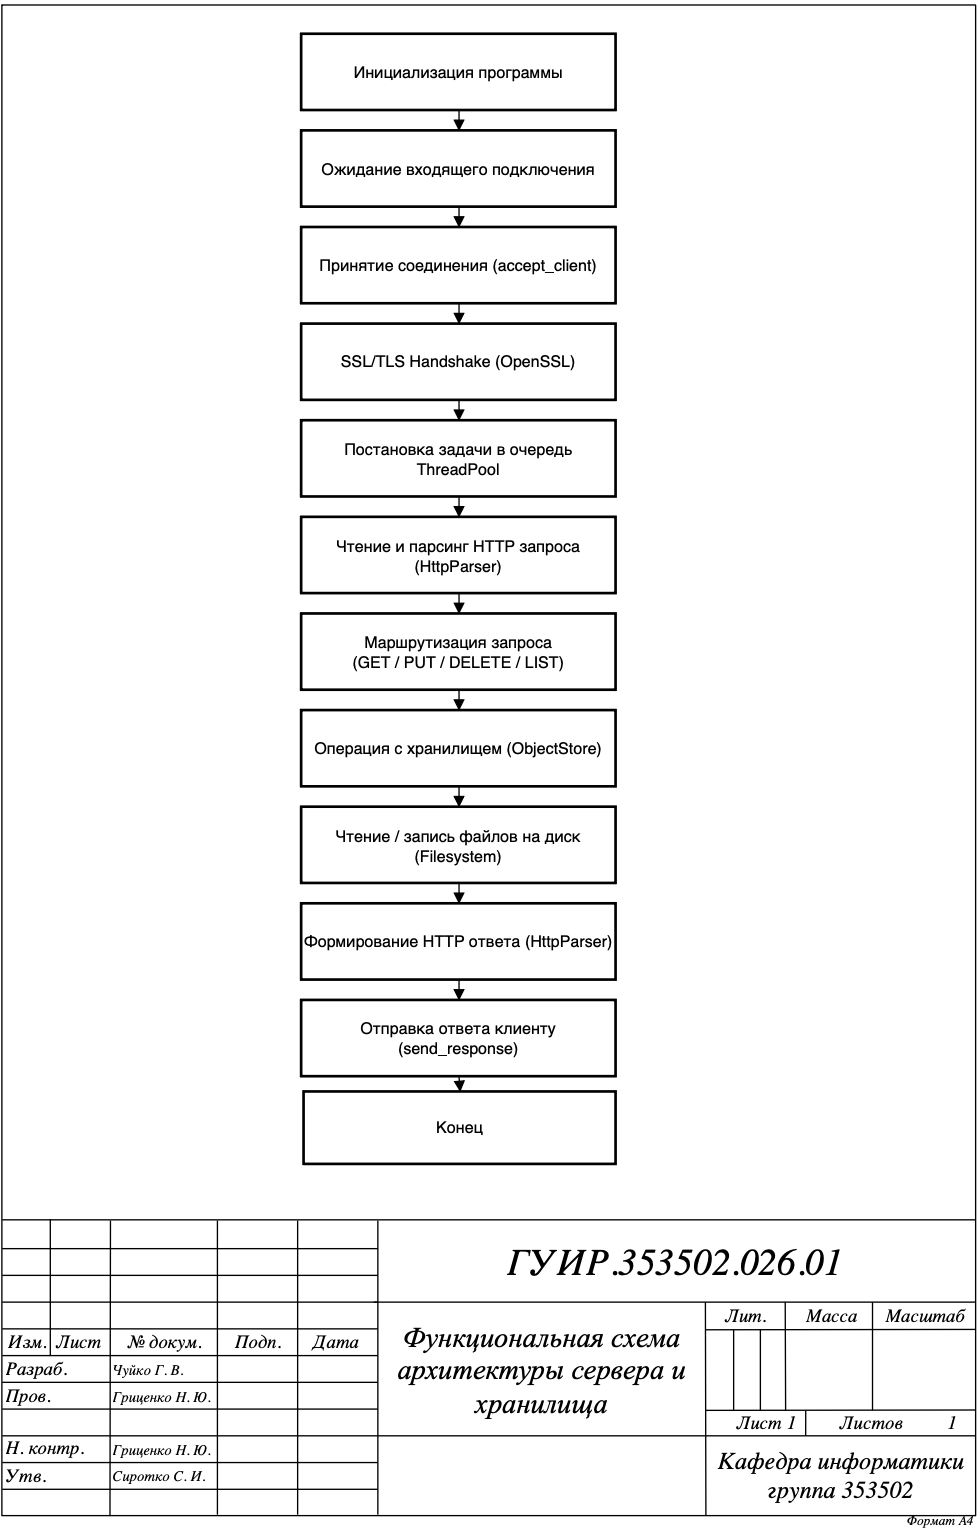 Инициализация программы
Ожидание входящего подключения
Принятие соединения (accept_client)
SSL/TLS Handshake (OpenSSL)
Постановка задачи в очередь
ThreadPool
Чтение и парсинг HTTP запроса
(HttpParser)
Маршрутизация запроса
(GET / PUT / DELETE / LIST)
Операция с хранилищем (ObjectStore)
Чтение / запись файлов на диск
(Filesystem)
Формирование HTTP ответа (HttpParser)
Отправка ответа клиенту
(send_response)
Конец
ГУИР.353502.026.01
Изм. Лист № докум. Подп. Дата
Разраб. Чуйко Г. В.
Пров. Гриценко Н. Ю.
Н. контр. Гриценко Н. Ю.
Утв. Сиротко С. И.
Функциональная схема
архитектуры сервера и
хранилища
Лит. Масса Масштаб
Лист 1 Листов 1
Кафедра информатики
группа 353502
Формат А4